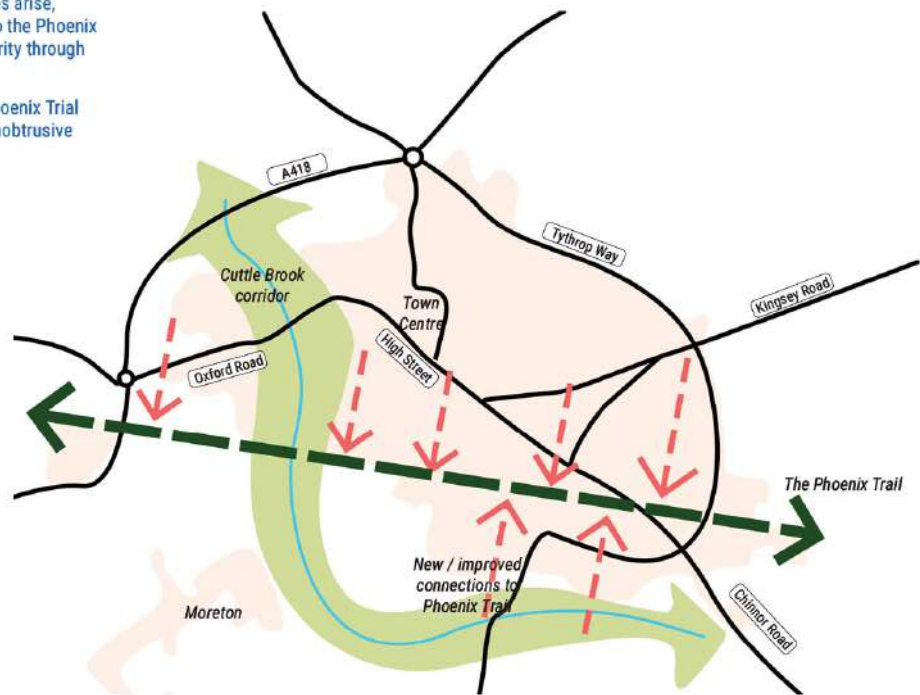 es arise,
o the Phoenix
rity through
oenix Trial
nobtrusive
A418
Tythrop Way
Cuttle Brook
corridor
Kingsey Road
Town
Centre
High Street
Oxford Road
The Phoenix Trail
New / improved
connections to
Phoenix Trail
Moreton
Chinnor Road